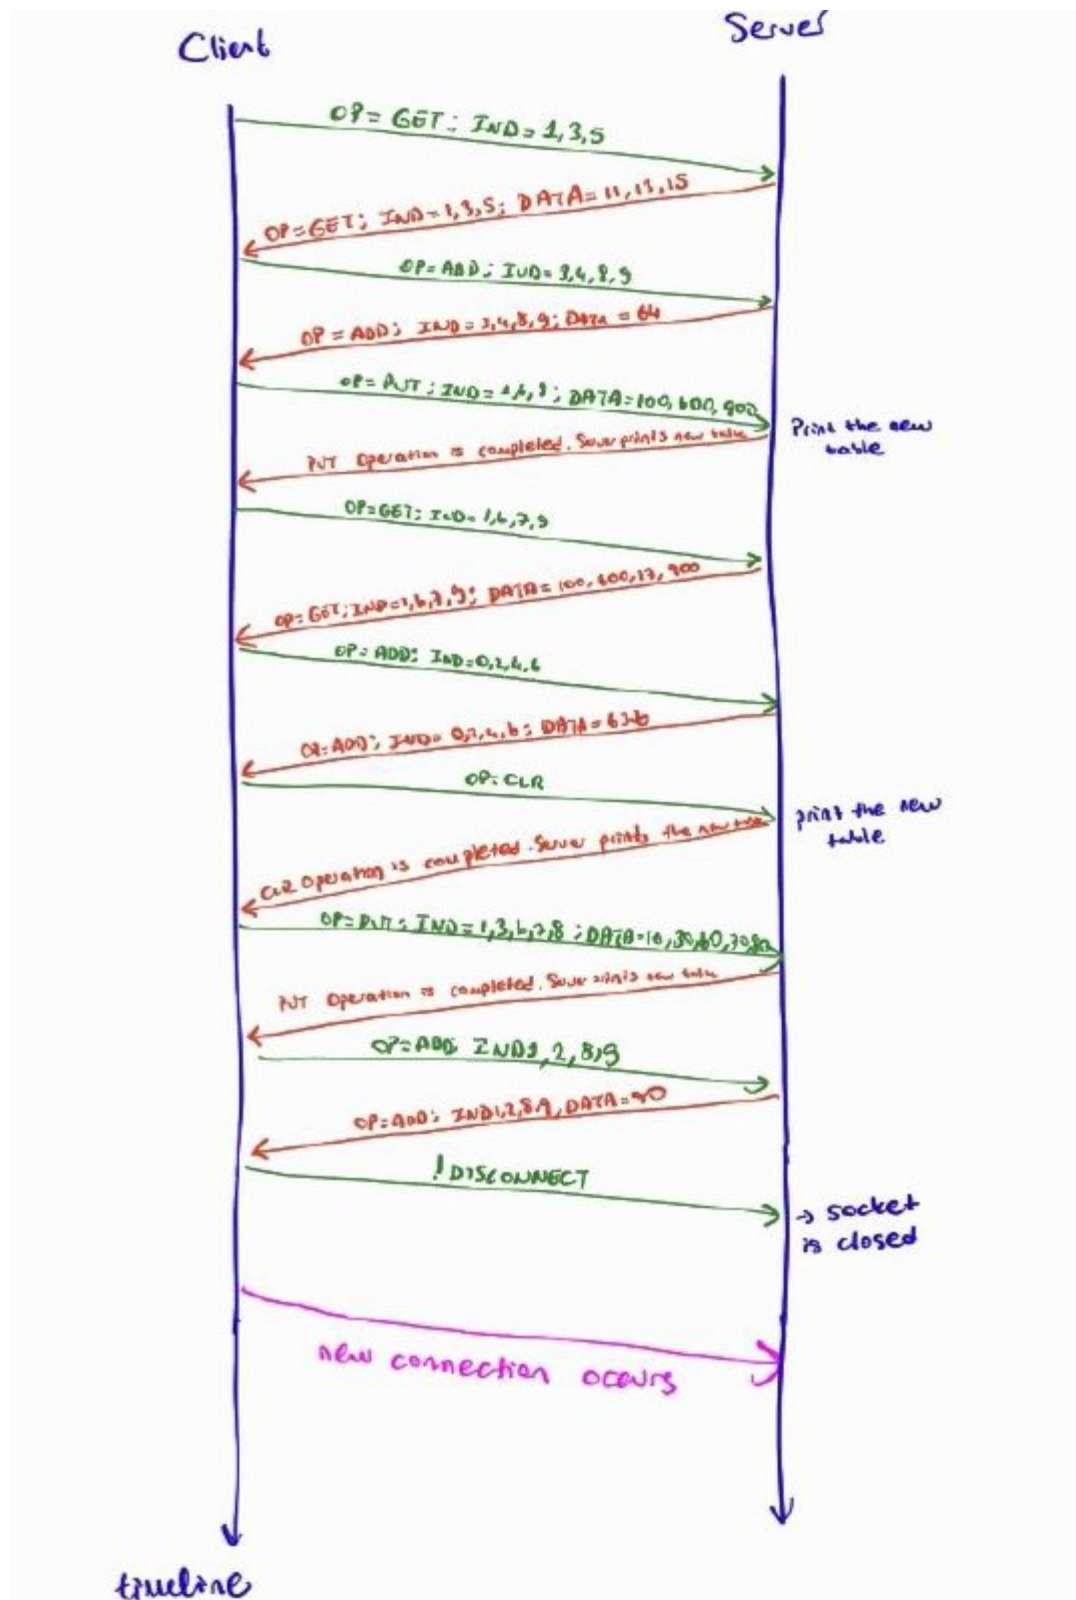 Client
Server
OP= GET; IND= 1,3,5
OP=GET; IND=1,3,5; DATA=11,13,15
OP=ADD; IND=3,4,8,9
OP=ADD; IND=3,4,8,9; DATA=64
OP=PUT; IND= ; DATA=100,600,900
Print the new
table
PUT Operation is completed. Server prints new table
OP=GET; IND=1,6,7,9
OP=GET; IND=1,6,7,9; DATA=100,600,17,900
OP=ADD; IND=0,2,4,6
OP=ADD; IND=0,2,4,6; DATA=636
OP=CLR
print the new
table
CLR Operation is completed. Server prints the new table
OP=PUT; IND=1,3,6,7,8; DATA=10,30,60,70,80
PUT Operation is completed. Server prints new table
OP=ADD; IND1,2,8,9
OP=ADD; IND1,2,8,9, DATA=90
!DISCONNECT
→ socket
is closed
new connection occurs
timeline